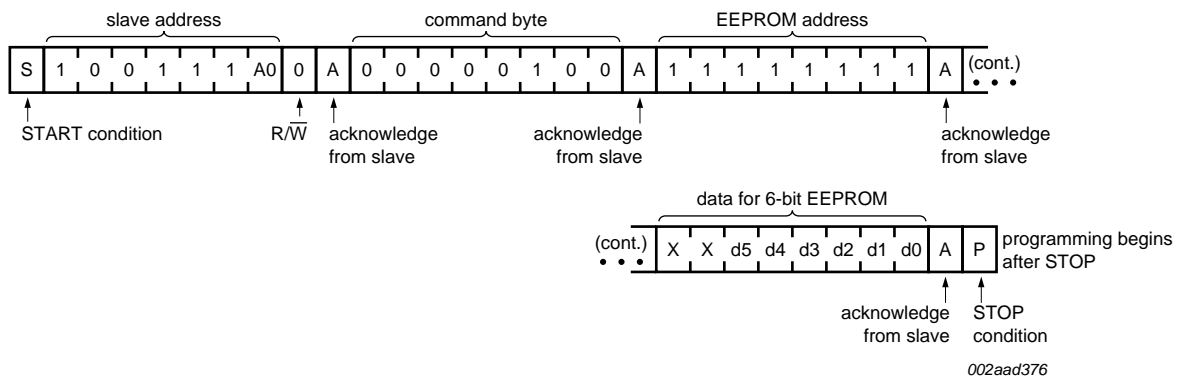 slave address command byte EEPROM address
S 1 0 0 1 1 1 A0 0 A 0 0 0 0 0 1 0 0 A 1 1 1 1 1 1 1 1 A (cont.)
START condition R/W̅ acknowledge from slave acknowledge from slave acknowledge from slave
data for 6-bit EEPROM
(cont.) X X d5 d4 d3 d2 d1 d0 A P programming begins after STOP
acknowledge from slave STOP condition
002aad376